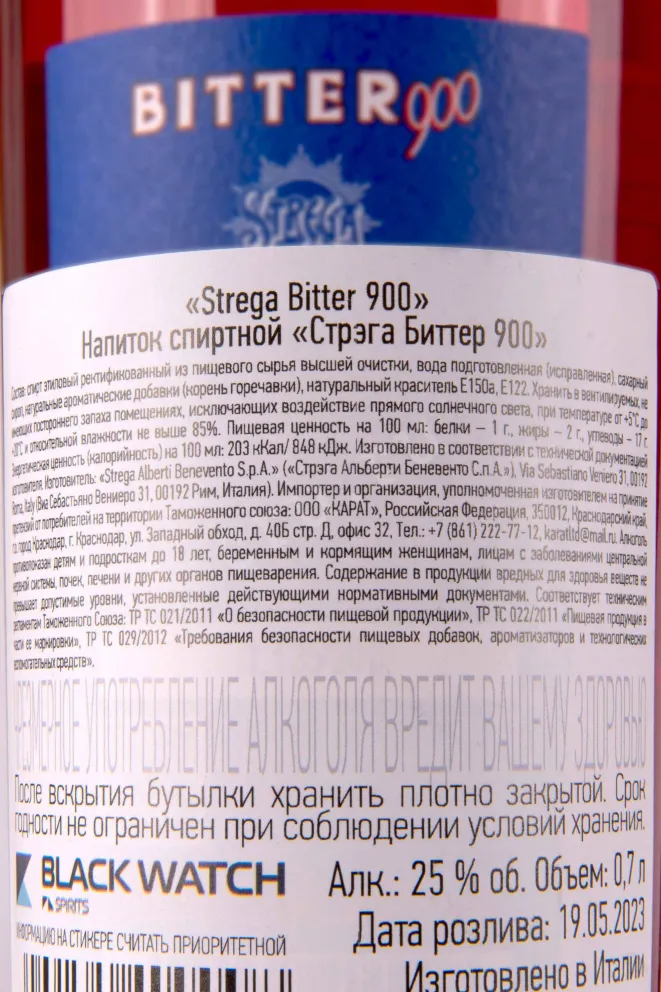 BITTER 900
STREGA
«Strega Bitter 900»
Напиток спиртной «Стрэга Биттер 900»
Состав: спирт этиловый ректификованный из пищевого сырья высшей очистки, вода подготовленная (исправленная), сахарный
сироп, натуральные ароматические добавки (корень горечавки), натуральный краситель Е150а, Е122. Хранить в вентилируемых, не
имеющих постороннего запаха помещениях, исключающих воздействие прямого солнечного света, при температуре от +5°С до
+20°С и относительной влажности не выше 85%. Пищевая ценность на 100 мл: белки – 1 г., жиры – 2 г., углеводы – 17 г.
Энергетическая ценность (калорийность) на 100 мл: 203 кКал/ 848 кДж. Изготовлено в соответствии с технической документацией
изготовителя. Изготовитель: «Strega Alberti Benevento S.p.A.» («Стрэга Альберти Беневенто С.п.А.»), Via Sebastiano Veniero 31, 00192
Roma, Italy (Виа Себастьяно Вениеро 31, 00192 Рим, Италия). Импортер и организация, уполномоченная изготовителем на принятие
претензий от потребителей на территории Таможенного союза: ООО «КАРАТ», Российская Федерация, 350012, Краснодарский край,
г.о. город Краснодар, г. Краснодар, ул. Западный обход, д. 40Б стр. Д, офис 32, Тел.: +7 (861) 222-77-12, karatltd@mail.ru. Алкоголь
противопоказан детям и подросткам до 18 лет, беременным и кормящим женщинам, лицам с заболеваниями центральной
нервной системы, почек, печени и других органов пищеварения. Содержание в продукции вредных для здоровья веществ не
превышает допустимые уровни, установленные действующими нормативными документами. Соответствует техническим
регламентам Таможенного Союза: ТР ТС 021/2011 «О безопасности пищевой продукции», ТР ТС 022/2011 «Пищевая продукция в
части ее маркировки», ТР ТС 029/2012 «Требования безопасности пищевых добавок, ароматизаторов и технологических
вспомогательных средств».
ЧРЕЗМЕРНОЕ УПОТРЕБЛЕНИЕ АЛКОГОЛЯ ВРЕДИТ ВАШЕМУ ЗДОРОВЬЮ
После вскрытия бутылки хранить плотно закрытой. Срок
годности не ограничен при соблюдении условий хранения.
BLACK WATCH
SPIRITS
Алк.: 25 % об. Объем: 0,7 л
Дата розлива: 19.05.2023
ИНФОРМАЦИЮ НА СТИКЕРЕ СЧИТАТЬ ПРИОРИТЕТНОЙ
Изготовлено в Италии